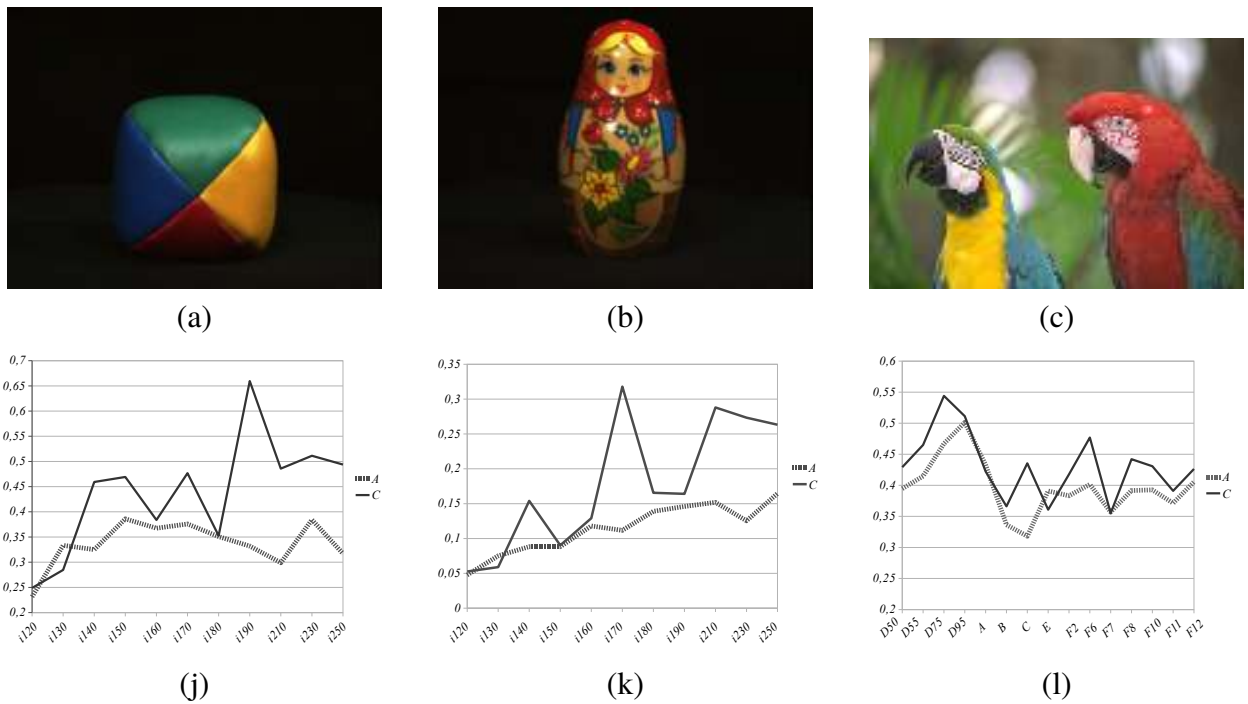 (a)
(b)
(c)
0,7
0,65
0,6
0,55
0,5
0,45
0,4
0,35
0,3
0,25
0,2
i120
i130
i140
i150
i160
i170
i180
i190
i210
i230
i250
A
C
0,35
0,3
0,25
0,2
0,15
0,1
0,05
0
i120
i130
i140
i150
i160
i170
i180
i190
i210
i230
i250
A
C
0,6
0,55
0,5
0,45
0,4
0,35
0,3
0,25
0,2
D50
D55
D75
D95
A
B
C
E
F2
F6
F7
F8
F10
F11
F12
A
C
(j)
(k)
(l)